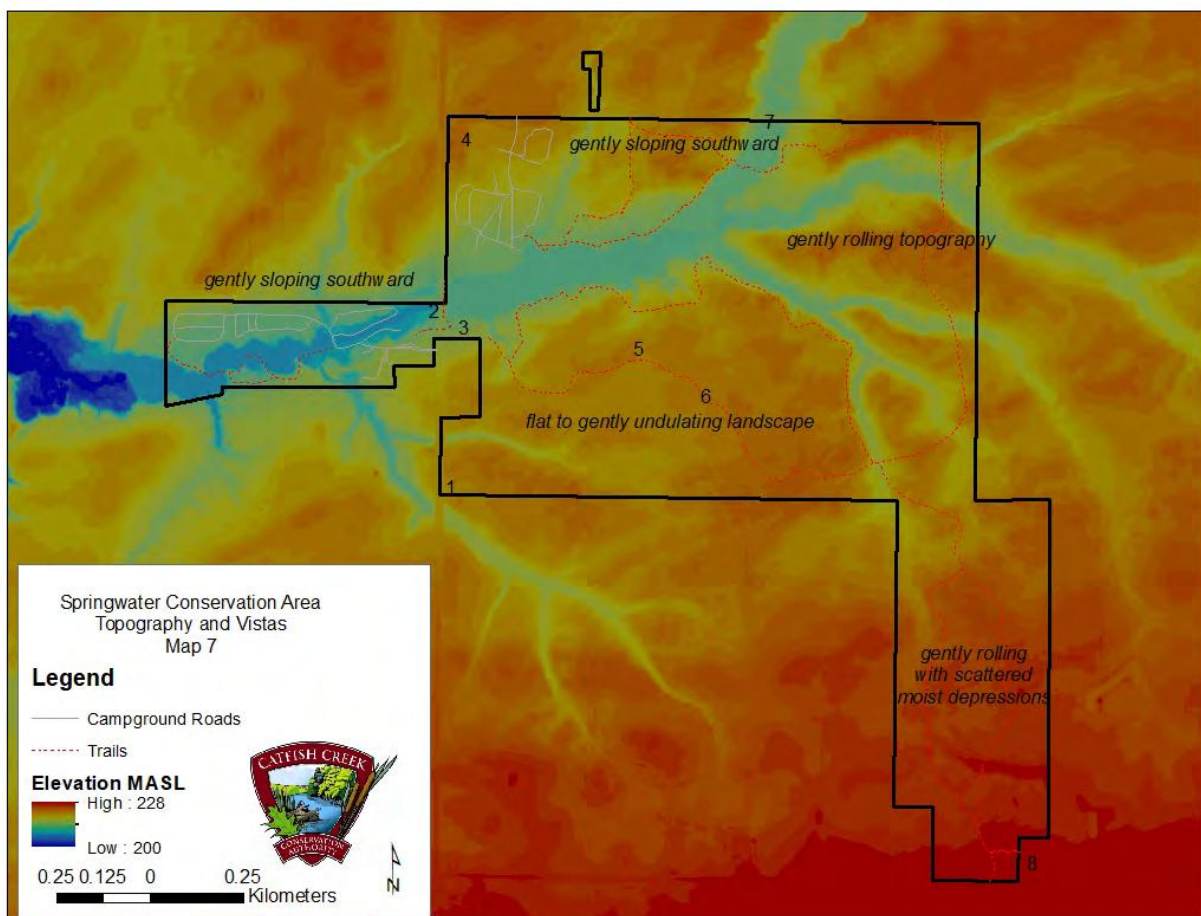 7
4
gently sloping southward
gently rolling topography
gently sloping southward
2
3
5
6
flat to gently undulating landscape
1
gently rolling
with scattered
moist depressions
8
Springwater Conservation Area
Topography and Vistas
Map 7
Legend
Campground Roads
Trails
Elevation MASL
High : 228
Low : 200
CATFISH CREEK
CONSERVATION
AUTHORITY
N
0.25 0.125 0 0.25
Kilometers